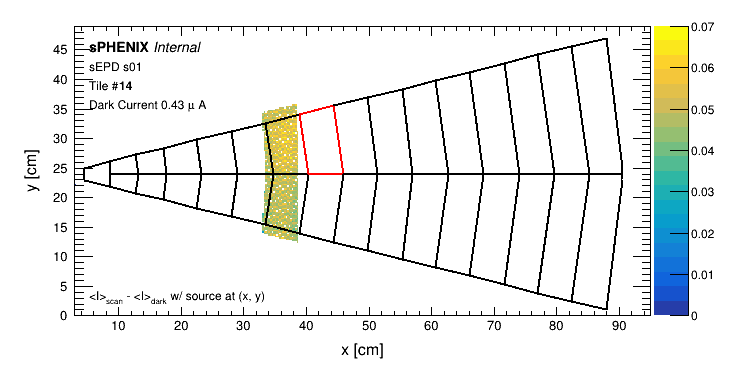 sPHENIX Internal
sEPD s01
Tile #14
Dark Current 0.43 μ A
<I>scan - <I>dark w/ source at (x, y)
y [cm]
45
40
35
30
25
20
15
10
5
0
10 20 30 40 50 60 70 80 90
x [cm]
0.07
0.06
0.05
0.04
0.03
0.02
0.01
0